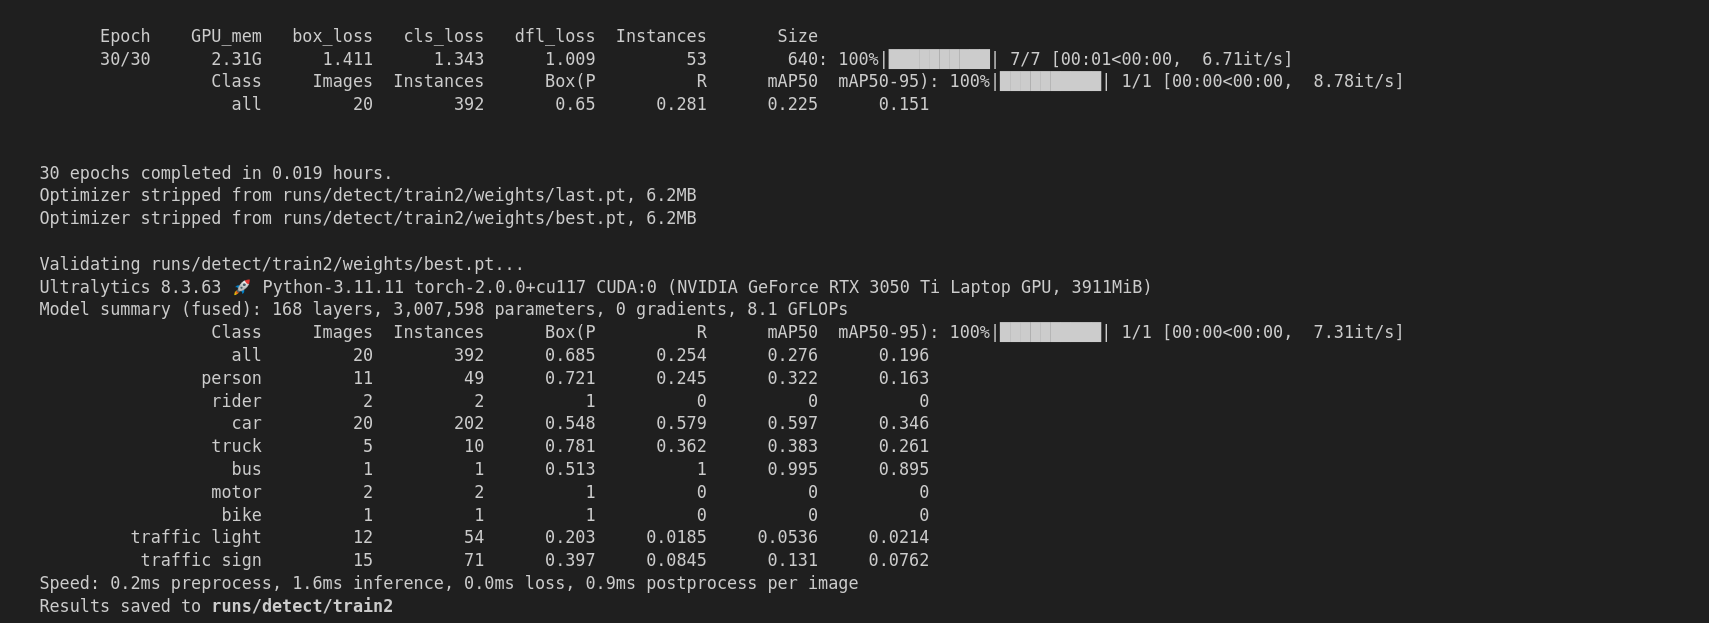 Epoch GPU_mem box_loss cls_loss dfl_loss Instances Size
30/30 2.31G 1.411 1.343 1.009 53 640: 100%|██████████| 7/7 [00:01<00:00, 6.71it/s]
Class Images Instances Box(P R mAP50 mAP50-95): 100%|██████████| 1/1 [00:00<00:00, 8.78it/s]
all 20 392 0.65 0.281 0.225 0.151
30 epochs completed in 0.019 hours.
Optimizer stripped from runs/detect/train2/weights/last.pt, 6.2MB
Optimizer stripped from runs/detect/train2/weights/best.pt, 6.2MB
Validating runs/detect/train2/weights/best.pt...
Ultralytics 8.3.63 🚀 Python-3.11.11 torch-2.0.0+cu117 CUDA:0 (NVIDIA GeForce RTX 3050 Ti Laptop GPU, 3911MiB)
Model summary (fused): 168 layers, 3,007,598 parameters, 0 gradients, 8.1 GFLOPs
Class Images Instances Box(P R mAP50 mAP50-95): 100%|██████████| 1/1 [00:00<00:00, 7.31it/s]
all 20 392 0.685 0.254 0.276 0.196
person 11 49 0.721 0.245 0.322 0.163
rider 2 2 1 0 0 0
car 20 202 0.548 0.579 0.597 0.346
truck 5 10 0.781 0.362 0.383 0.261
bus 1 1 0.513 1 0.995 0.895
motor 2 2 1 0 0 0
bike 1 1 1 0 0 0
traffic light 12 54 0.203 0.0185 0.0536 0.0214
traffic sign 15 71 0.397 0.0845 0.131 0.0762
Speed: 0.2ms preprocess, 1.6ms inference, 0.0ms loss, 0.9ms postprocess per image
Results saved to runs/detect/train2